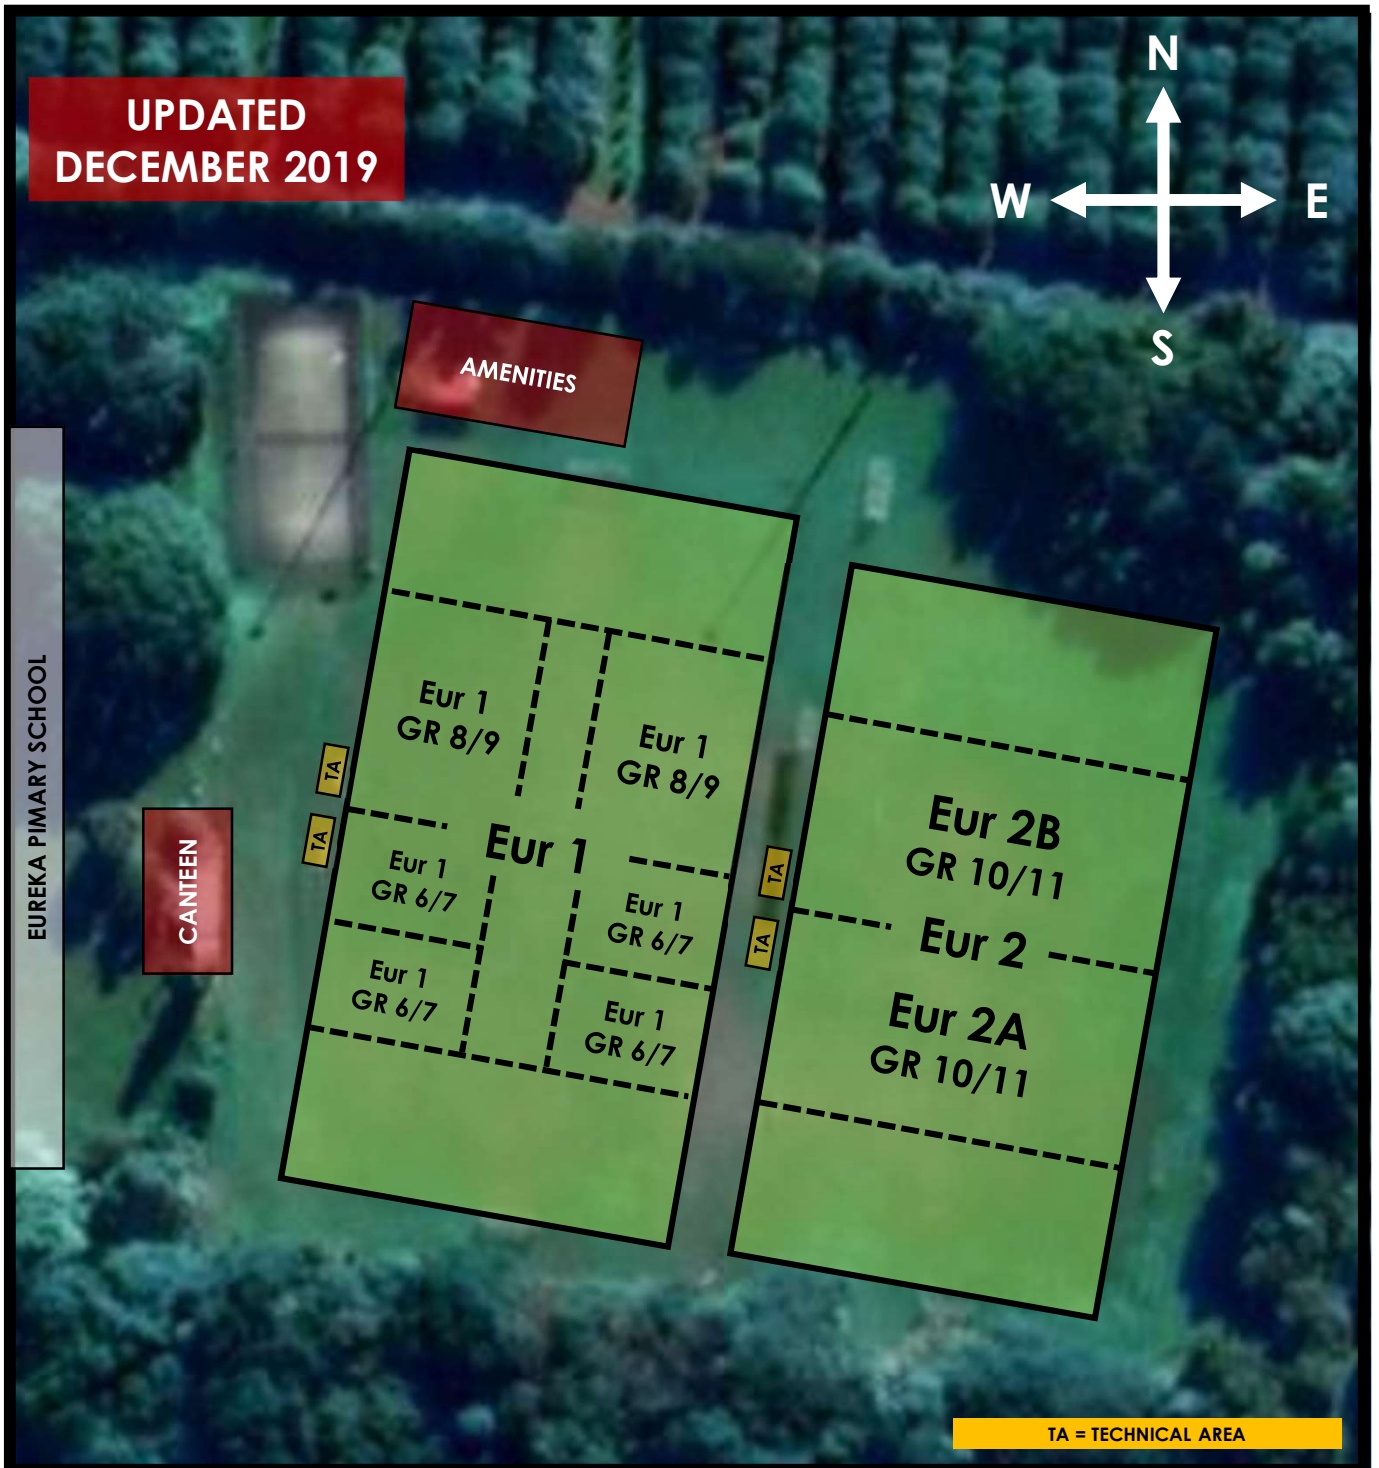 UPDATED
DECEMBER 2019
N
W
E
S
AMENITIES
EUREKA PIMARY SCHOOL
CANTEEN
TA
TA
Eur 1
GR 8/9
Eur 1
GR 8/9
Eur 1
Eur 1
GR 6/7
Eur 1
GR 6/7
Eur 1
GR 6/7
Eur 1
GR 6/7
TA
TA
Eur 2B
GR 10/11
Eur 2
Eur 2A
GR 10/11
TA = TECHNICAL AREA